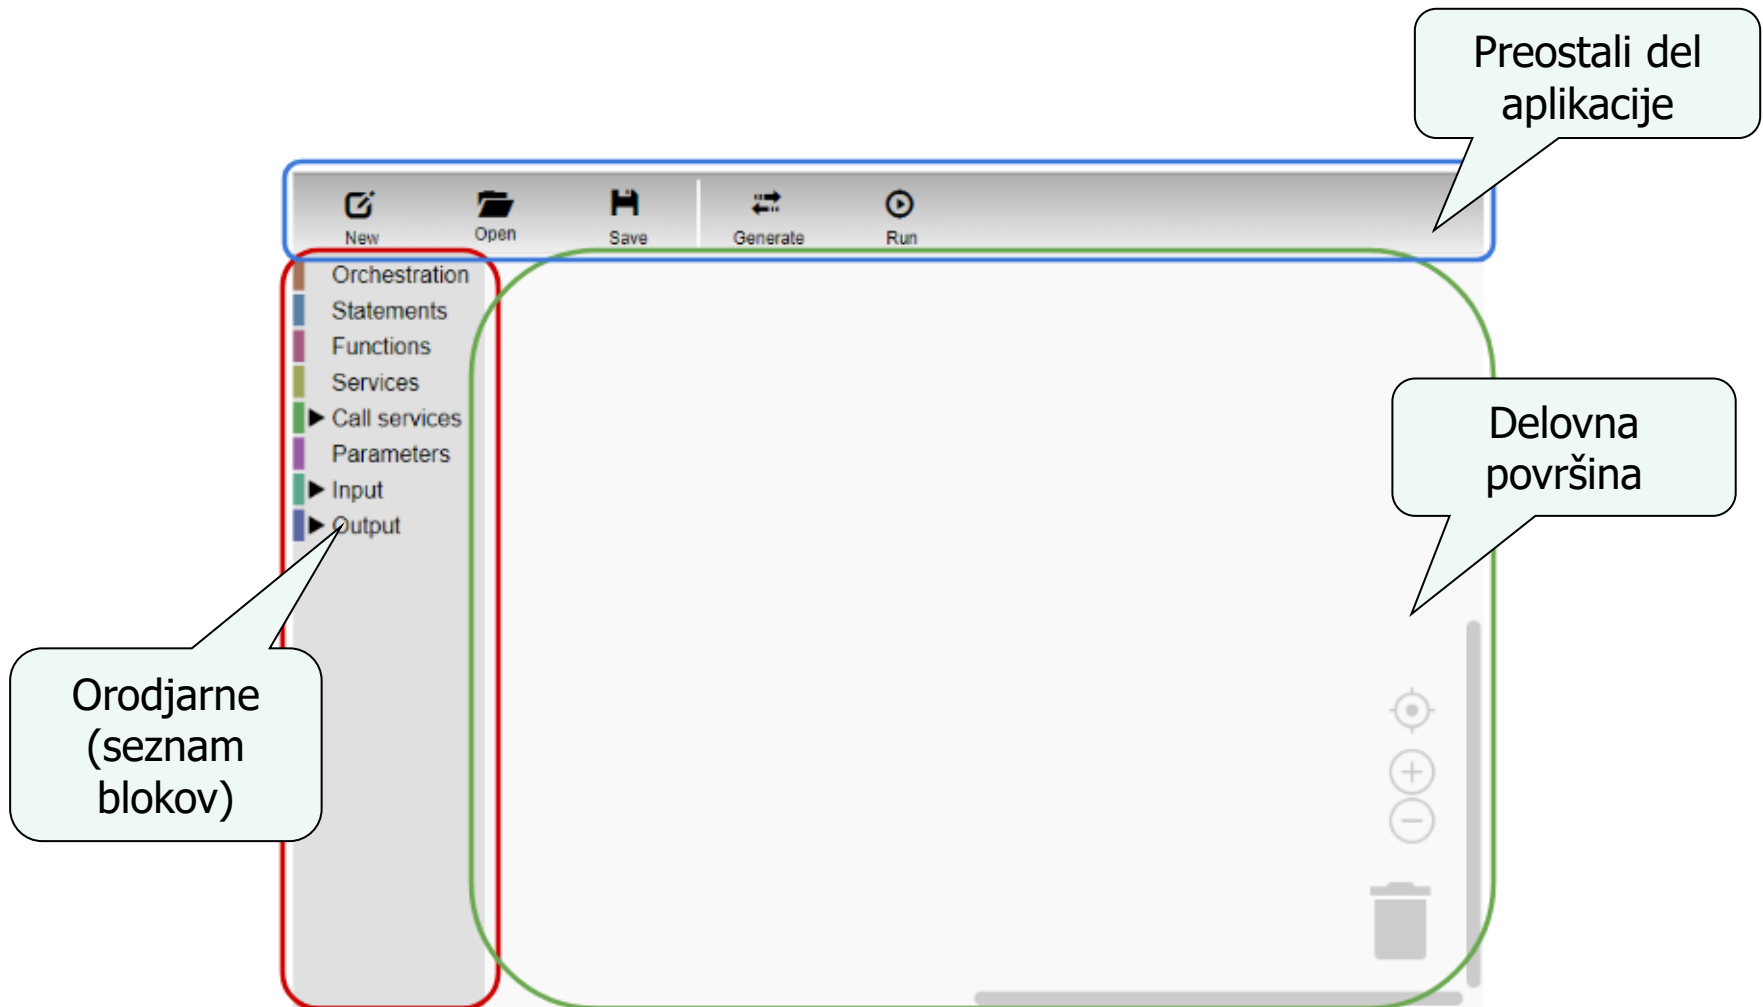 Preostali del
aplikacije
New Open Save Generate Run
Orchestration
Statements
Functions
Services
Call services
Parameters
Input
Output
Delovna
površina
Orodjarne
(seznam
blokov)